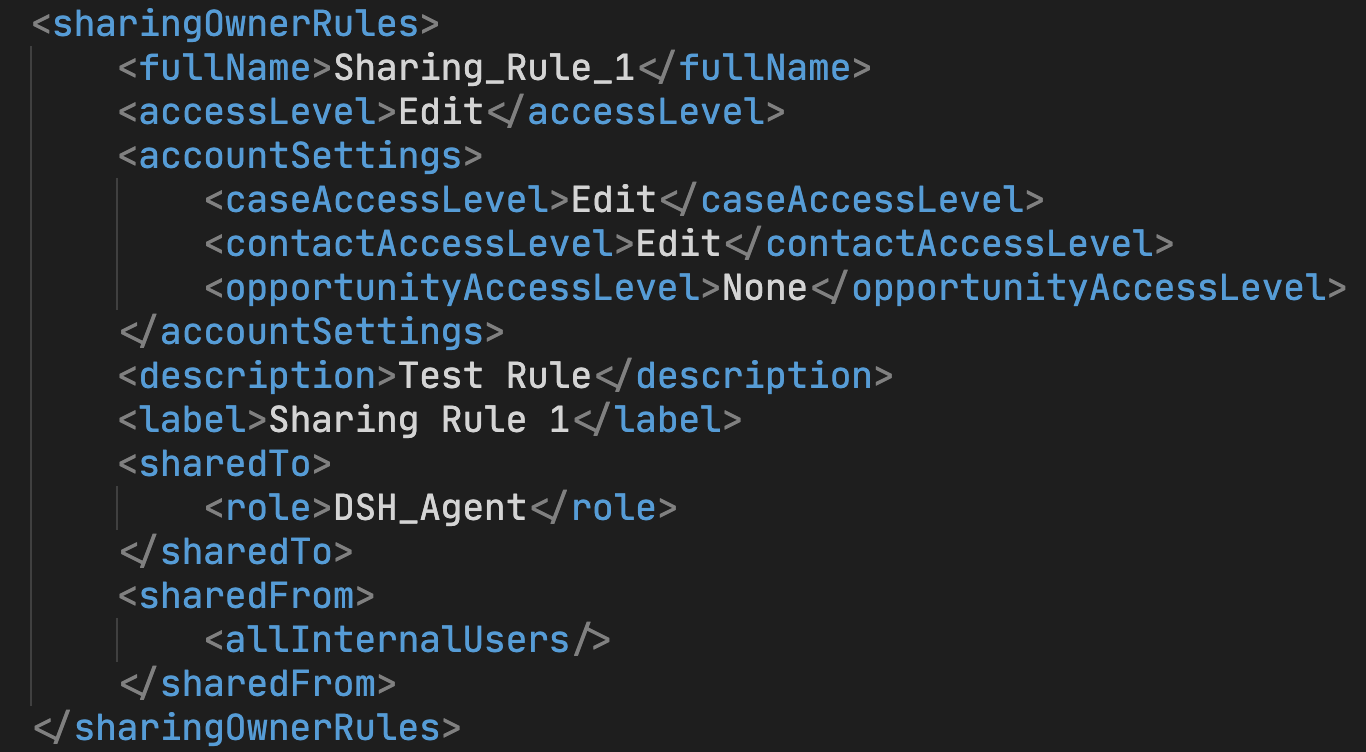 <sharingOwnerRules>
    <fullName>Sharing_Rule_1</fullName>
    <accessLevel>Edit</accessLevel>
    <accountSettings>
        <caseAccessLevel>Edit</caseAccessLevel>
        <contactAccessLevel>Edit</contactAccessLevel>
        <opportunityAccessLevel>None</opportunityAccessLevel>
    </accountSettings>
    <description>Test Rule</description>
    <label>Sharing Rule 1</label>
    <sharedTo>
        <role>DSH_Agent</role>
    </sharedTo>
    <sharedFrom>
        <allInternalUsers/>
    </sharedFrom>
</sharingOwnerRules>